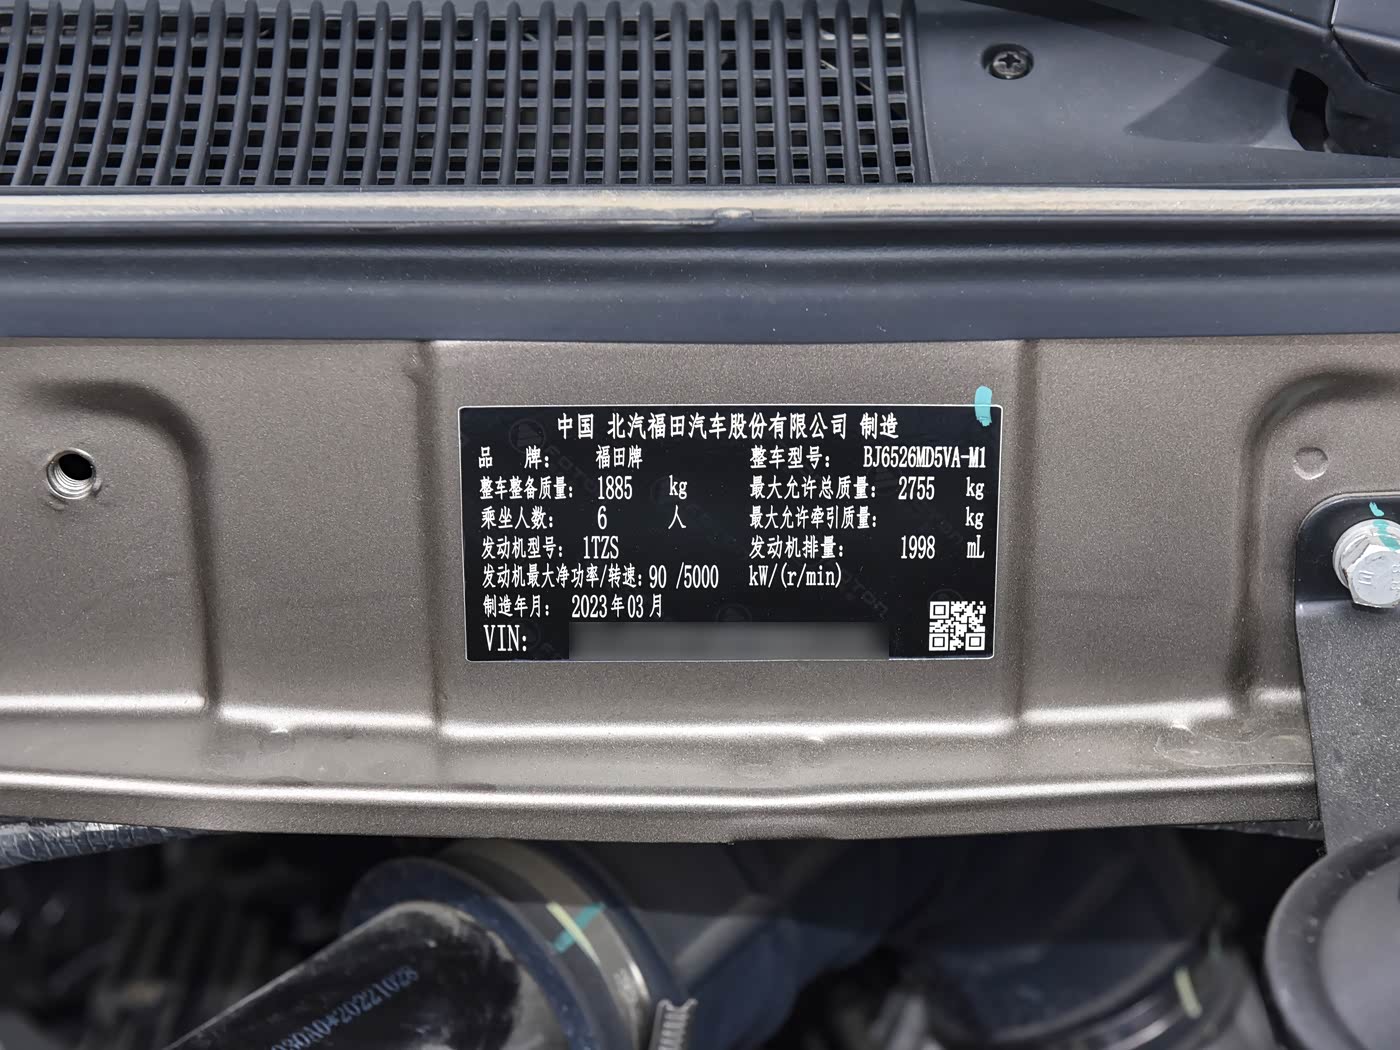 中国 北汽福田汽车股份有限公司 制造
品 牌: 福田牌 整车型号: BJ6526MD5VA-M1
整车整备质量: 1885 kg 最大允许总质量: 2755 kg
乘坐人数: 6 人 最大允许牵引质量: kg
发动机型号: 1TZS 发动机排量: 1998 mL
发动机最大净功率/转速: 90 /5000 kW/(r/min)
制造年月: 2023年03月
VIN:
30A0*20221028